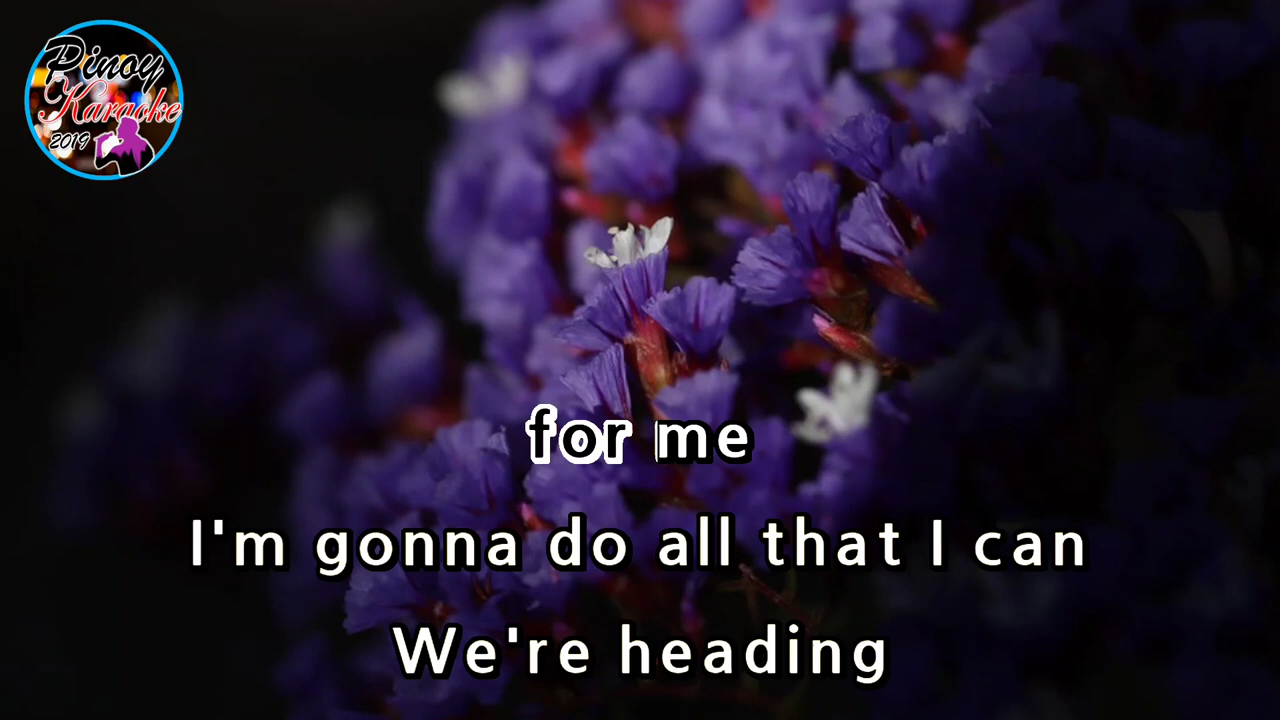 Pinoy
Karaoke
2019
for me
I'm gonna do all that I can
We're heading